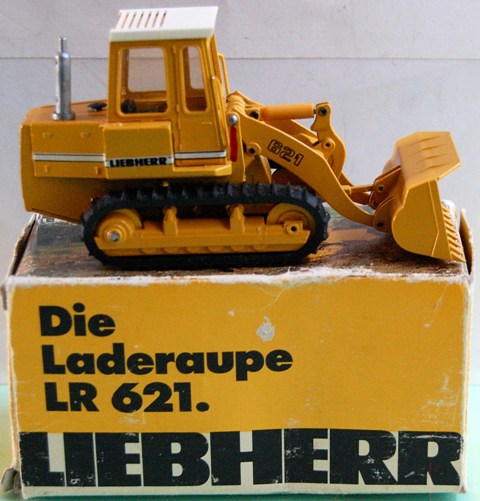 621
LIEBHERR
Die
Laderaupe
LR 621.
LIEBHERR